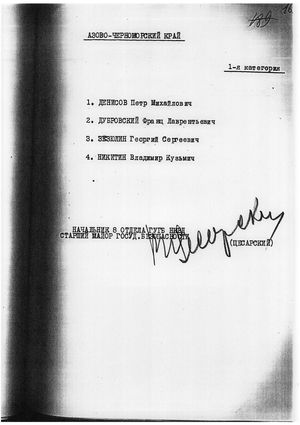 АЗОВО-ЧЕРНОМОРСКИЙ КРАЙ
1-я категория
1. ДЕНИСОВ Петр Михайлович
2. ДУБРОВСКИЙ Франц Лаврентьевич
3. ЗЯЗЮЛИН Георгий Сергеевич
4. НИКИТИН Владимир Кузьмич
НАЧАЛЬНИК 8 ОТДЕЛА ГУГБ НКВД
СТАРШИЙ МАЙОР ГОСУД.БЕЗОПАСНОСТИ
(ЦЕСАРСКИЙ)